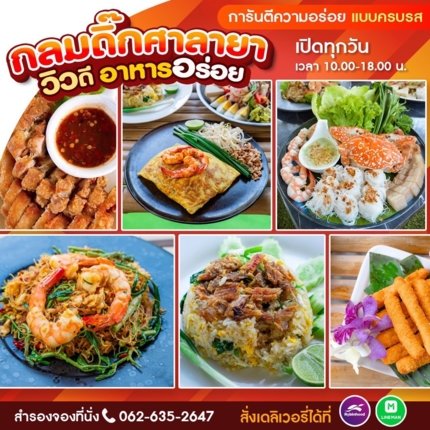 การันตีความอร่อย แบบครบรส
กลมดิ๊กศาลายา
วิวดี อาหารอร่อย
เปิดทุกวัน
เวลา 10.00-18.00 น.
สำรองจองที่นั่ง 062-635-2647
สั่งเดลิเวอรี่ได้ที่
Robinhood
LINE MAN